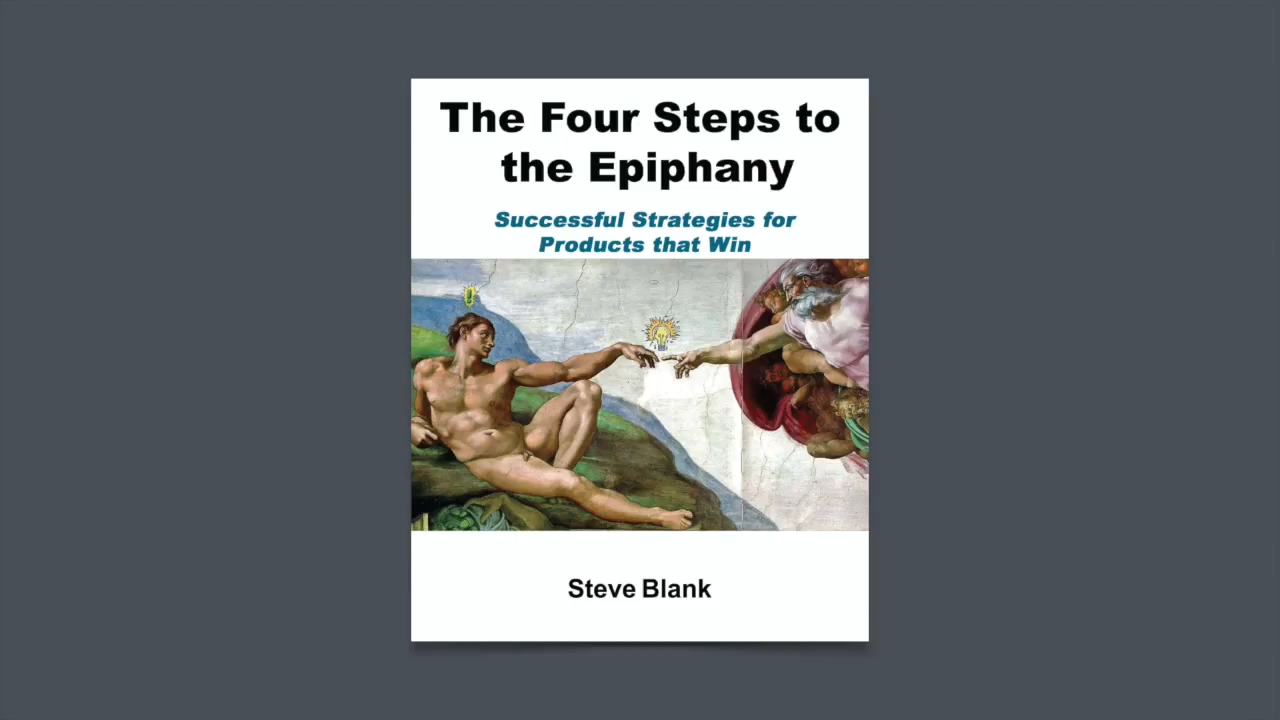 The Four Steps to
the Epiphany
Successful Strategies for
Products that Win
Steve Blank